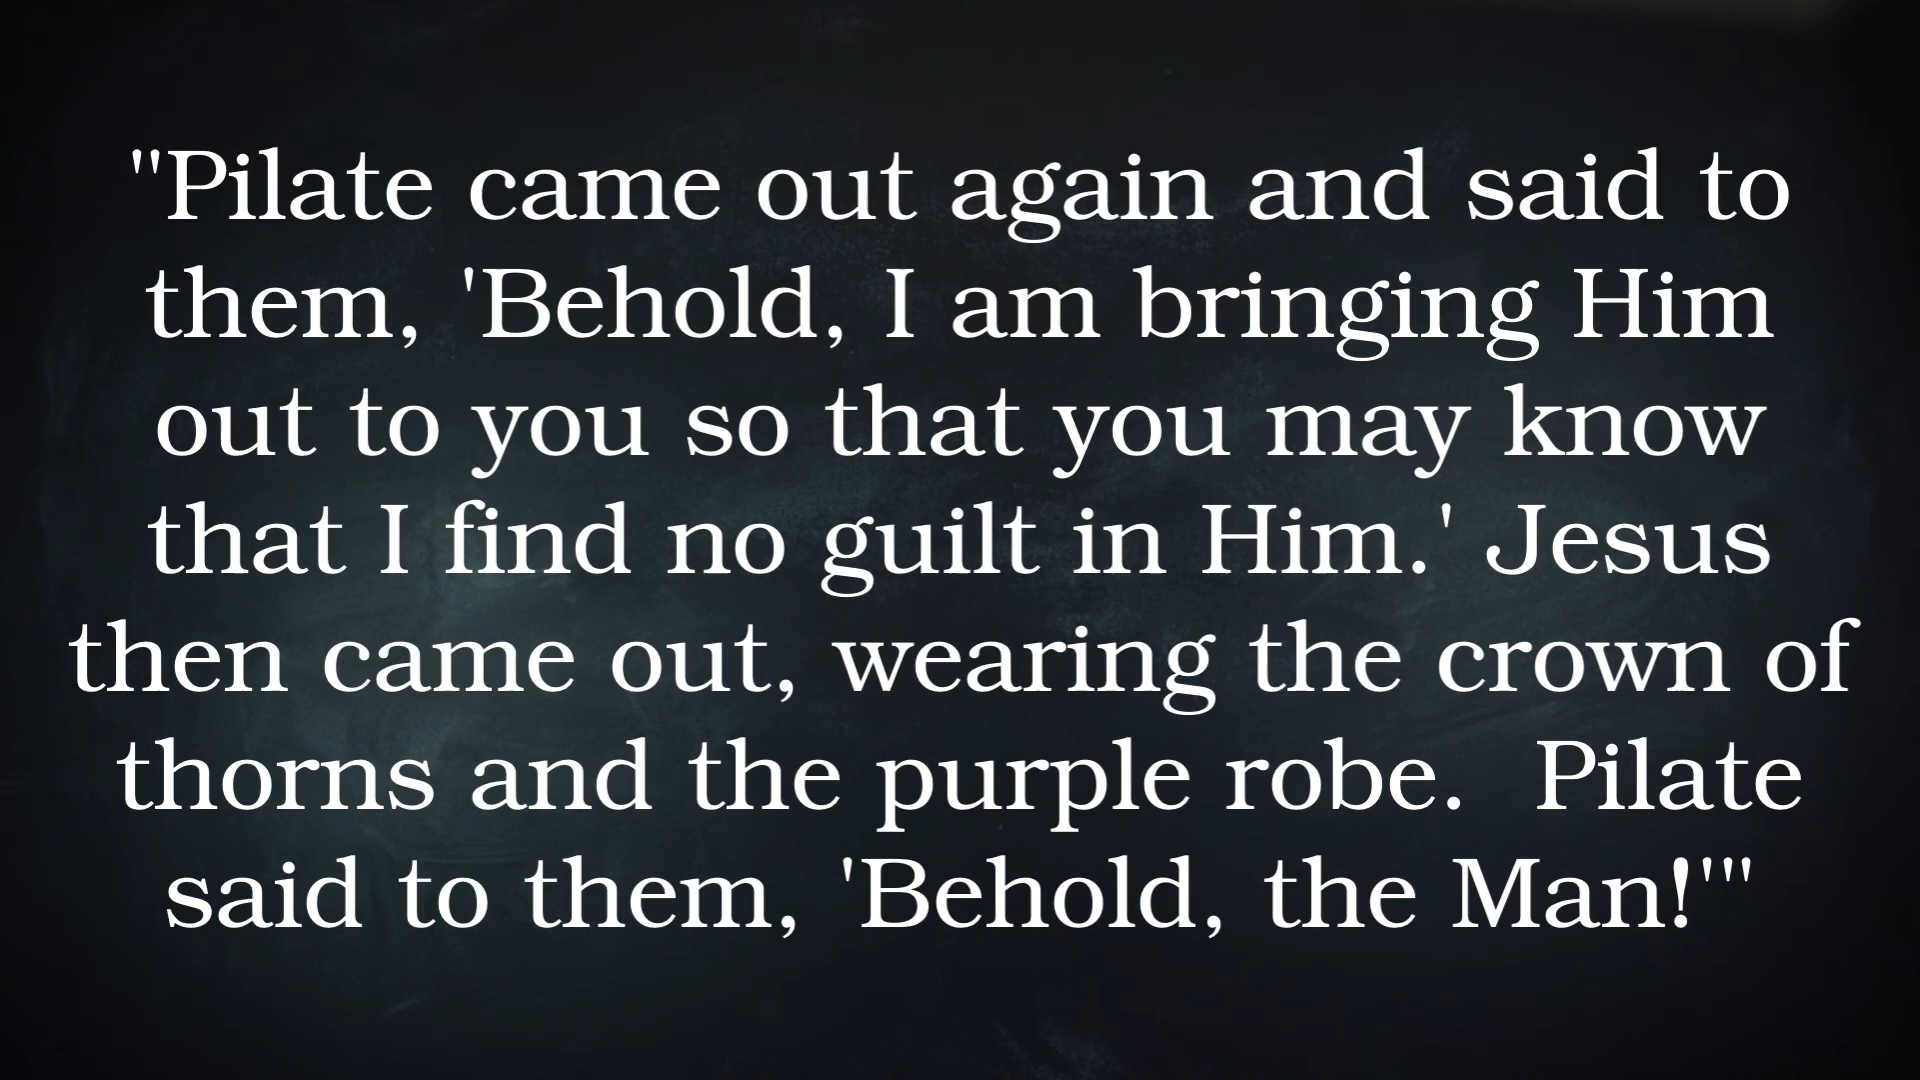 "Pilate came out again and said to
them, 'Behold, I am bringing Him
out to you so that you may know
that I find no guilt in Him.' Jesus
then came out, wearing the crown of
thorns and the purple robe.  Pilate
said to them, 'Behold, the Man!'"